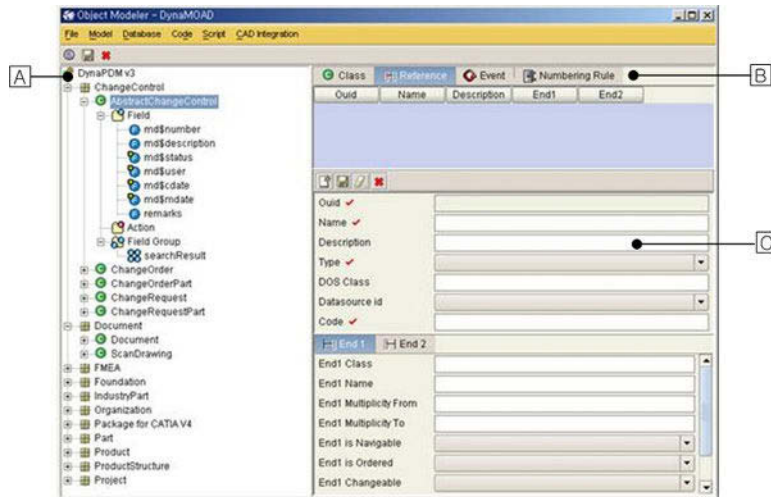 Object Modeler - DynaMOAD
File Model Database Code Script CAD Integration
A
DynaPDM v3
ChangeControl
AbstractChangeControl
Field
md$number
md$description
md$status
md$user
md$cdate
md$mdate
remarks
Action
Field Group
searchResult
ChangeOrder
ChangeOrderPart
ChangeRequest
ChangeRequestPart
Document
Document
ScanDrawing
FMEA
Foundation
IndustryPart
Organization
Package for CATIA V4
Part
Product
ProductStructure
Project
Class Reference Event Numbering Rule
B
Ouid Name Description End1 End2
Ouid
Name
Description
C
Type
DOS Class
Datasource id
Code
End 1 End 2
End1 Class
End1 Name
End1 Multiplicity From
End1 Multiplicity To
End1 is Navigable
End1 is Ordered
End1 Changeable